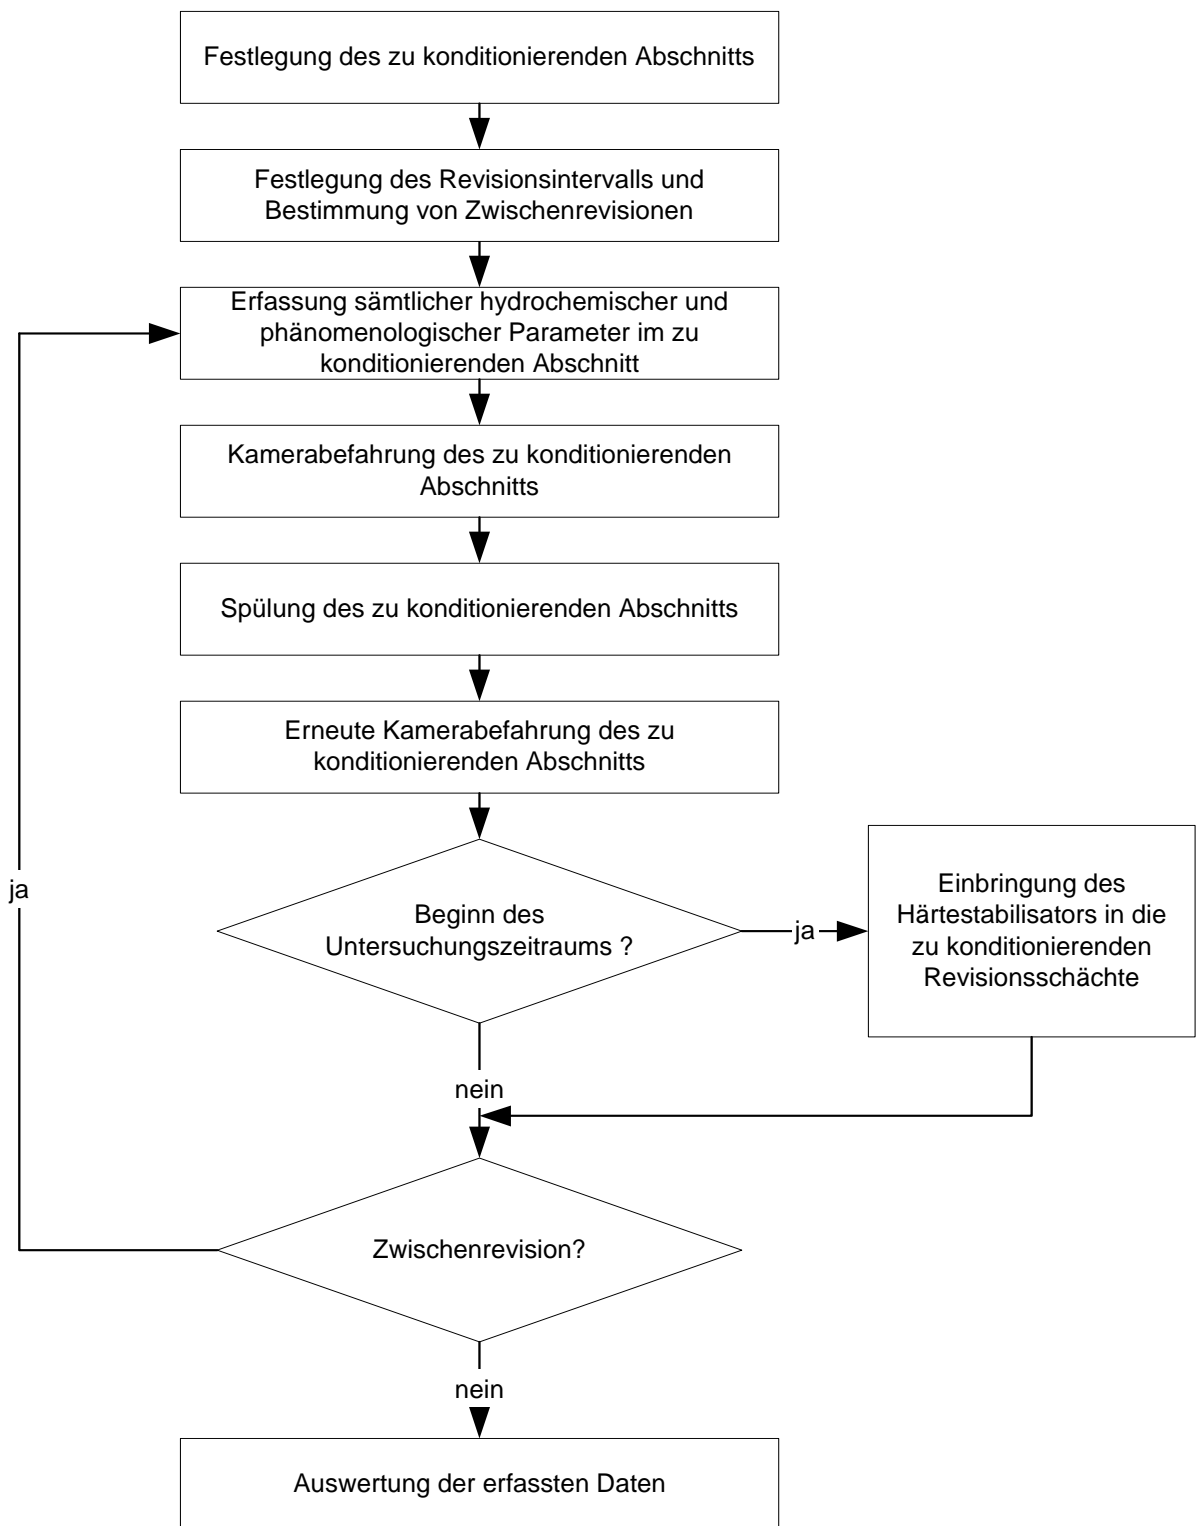 Festlegung des zu konditionierenden Abschnitts
Festlegung des Revisionsintervalls und
Bestimmung von Zwischenrevisionen
Erfassung sämtlicher hydrochemischer und
phänomenologischer Parameter im zu
konditionierenden Abschnitt
Kamerabefahrung des zu konditionierenden
Abschnitts
Spülung des zu konditionierenden Abschnitts
Erneute Kamerabefahrung des zu
konditionierenden Abschnitts
Beginn des
Untersuchungszeitraums ?
ja
Einbringung des
Härtestabilisators in die
zu konditionierenden
Revisionsschächte
nein
Zwischenrevision?
ja
nein
Auswertung der erfassten Daten